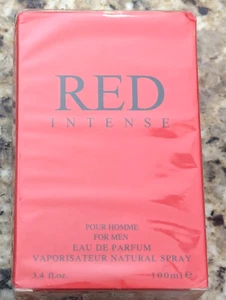 RED
INTENSE
POUR HOMME
FOR MEN
EAU DE PARFUM
VAPORISATEUR NATURAL SPRAY
3.4 fl.oz. 100ml e